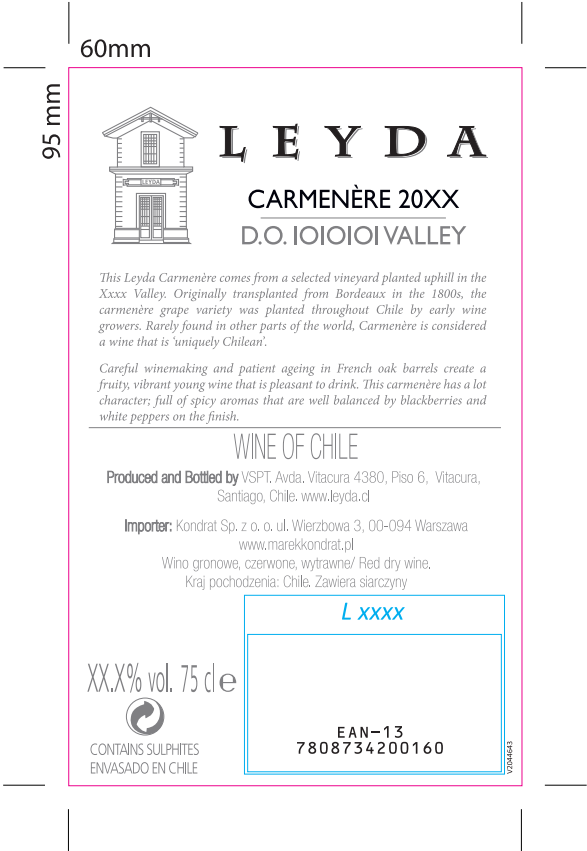 60mm
95 mm
LEYDA
LEYDA
CARMENÈRE 20XX
D.O. IOIOIOI VALLEY
This Leyda Carmenère comes from a selected vineyard planted uphill in the
Xxxx Valley. Originally transplanted from Bordeaux in the 1800s, the
carmenère grape variety was planted throughout Chile by early wine
growers. Rarely found in other parts of the world, Carmenère is considered
a wine that is ‘uniquely Chilean’.
Careful winemaking and patient ageing in French oak barrels create a
fruity, vibrant young wine that is pleasant to drink. This carmenère has a lot
character; full of spicy aromas that are well balanced by blackberries and
white peppers on the finish.
WINE OF CHILE
Produced and Bottled by VSPT. Avda. Vitacura 4380, Piso 6, Vitacura,
Santiago, Chile. www.leyda.cl
Importer: Kondrat Sp. z o. o. ul. Wierzbowa 3, 00-094 Warszawa
www.marekkondrat.pl
Wino gronowe, czerwone, wytrawne/ Red dry wine.
Kraj pochodzenia: Chile. Zawiera siarczyny
L xxxx
XX.X% vol. 75 cl e
EAN-13
7808734200160
CONTAINS SULPHITES
ENVASADO EN CHILE
V2044643